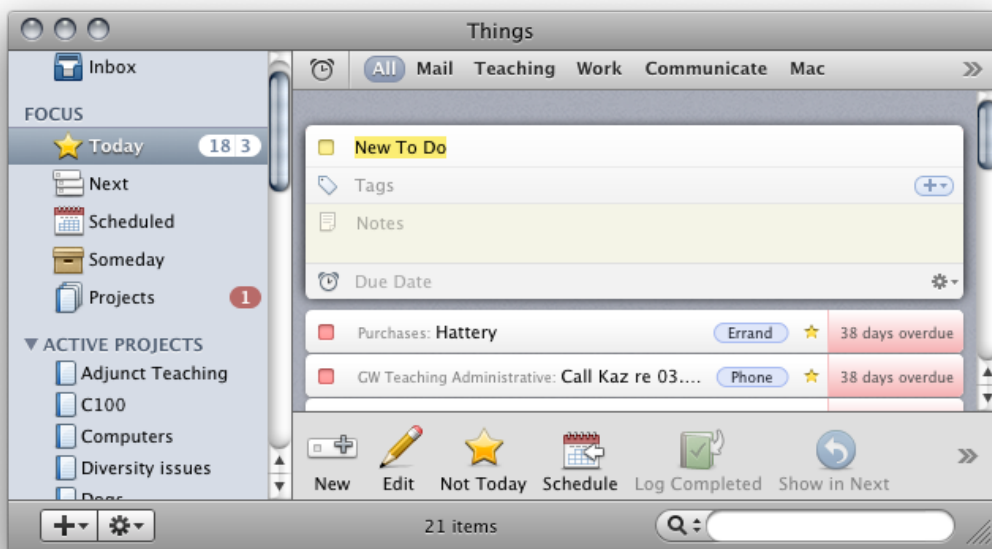 Things
Inbox
FOCUS
Today 18 3
Next
Scheduled
Someday
Projects 1
ACTIVE PROJECTS
Adjunct Teaching
C100
Computers
Diversity issues
Dogs
All Mail Teaching Work Communicate Mac
New To Do
Tags
Notes
Due Date
Purchases: Hattery Errand 38 days overdue
GW Teaching Administrative: Call Kaz re 03.... Phone 38 days overdue
New Edit Not Today Schedule Log Completed Show in Next
21 items